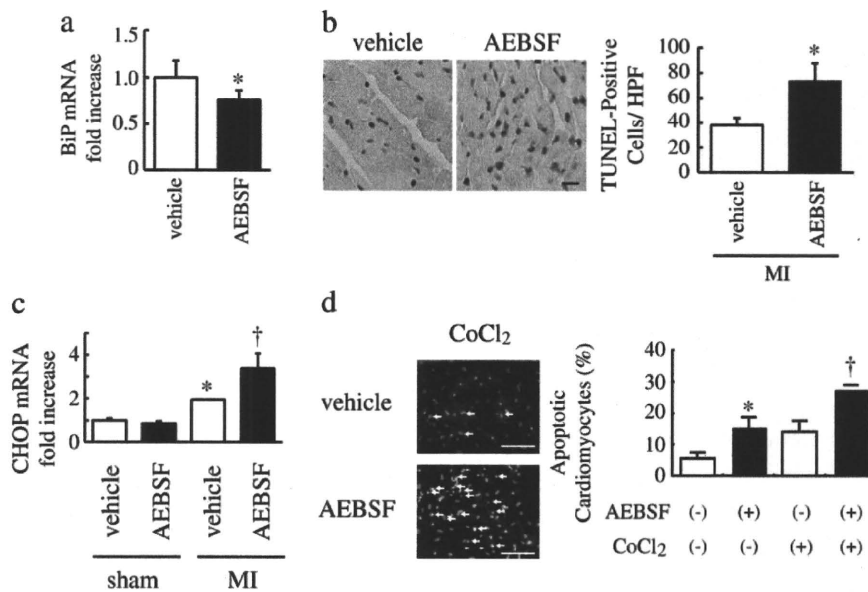 a
BiP mRNA
fold increase
1.5
1.0
0.5
0
*
vehicle
AEBSF
b
vehicle
AEBSF
TUNEL-Positive
Cells/ HPF
100
80
60
40
20
0
*
vehicle
AEBSF
MI
c
CHOP mRNA
fold increase
4
2
0
*
†
vehicle
AEBSF
vehicle
AEBSF
sham
MI
d
CoCl2
vehicle
AEBSF
Apoptotic
Cardiomyocytes (%)
40
30
20
10
0
*
†
AEBSF (-) (+) (-) (+)
CoCl2 (-) (-) (+) (+)